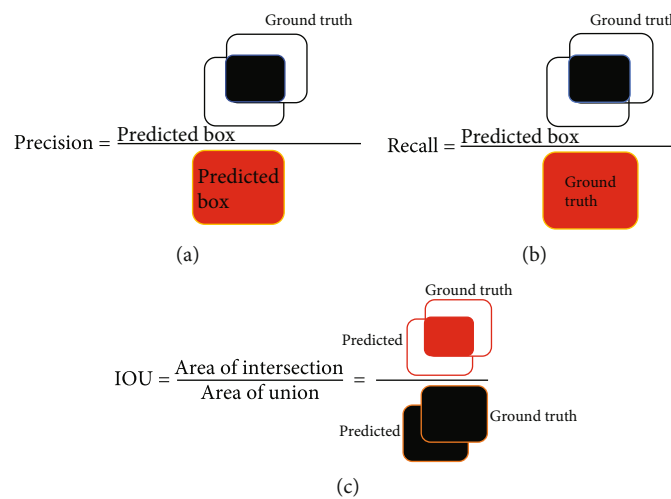 Ground truth
Precision =
Predicted box
Predicted
box
(a)
Ground truth
Recall =
Predicted box
Ground
truth
(b)
Ground truth
Predicted
IOU = Area of intersection =
Area of union
Predicted
Ground truth
(c)